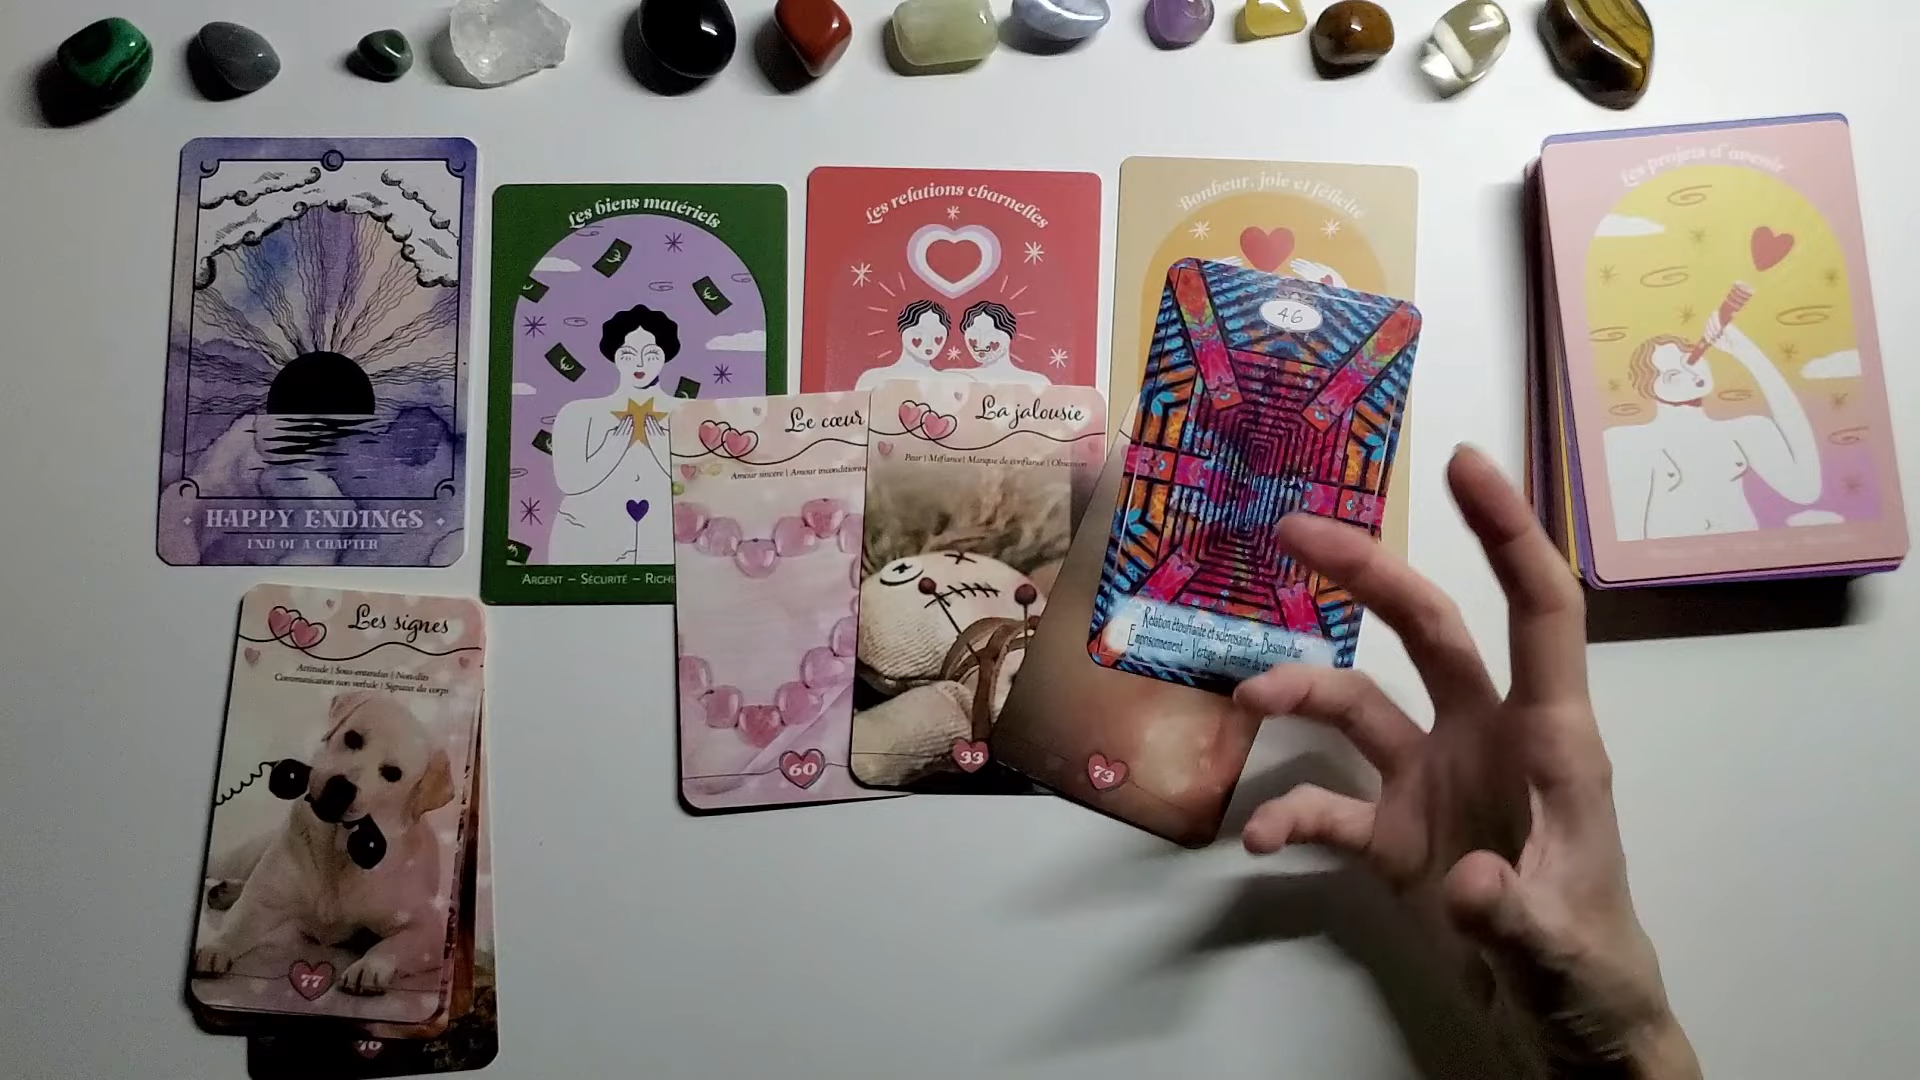 HAPPY ENDINGS
END OF A CHAPTER
Les biens matériels
ARGENT – SÉCURITÉ – RICHE
Les relations charnelles
Bonheur, joie et félicité
Les projets d'avenir
Le cœur
Amour sincère | Amour inconditionne
60
La jalousie
Peur | Méfiance | Manque de confiance | Obsession
33
73
46
Relation étouffante et sclérosante - Besoin d'air
Emprisonnement - Vertige - Prendre du
Les signes
Attitude | Sous-entendus | Non-dits
Communication non verbale | Signaux du corps
77
76